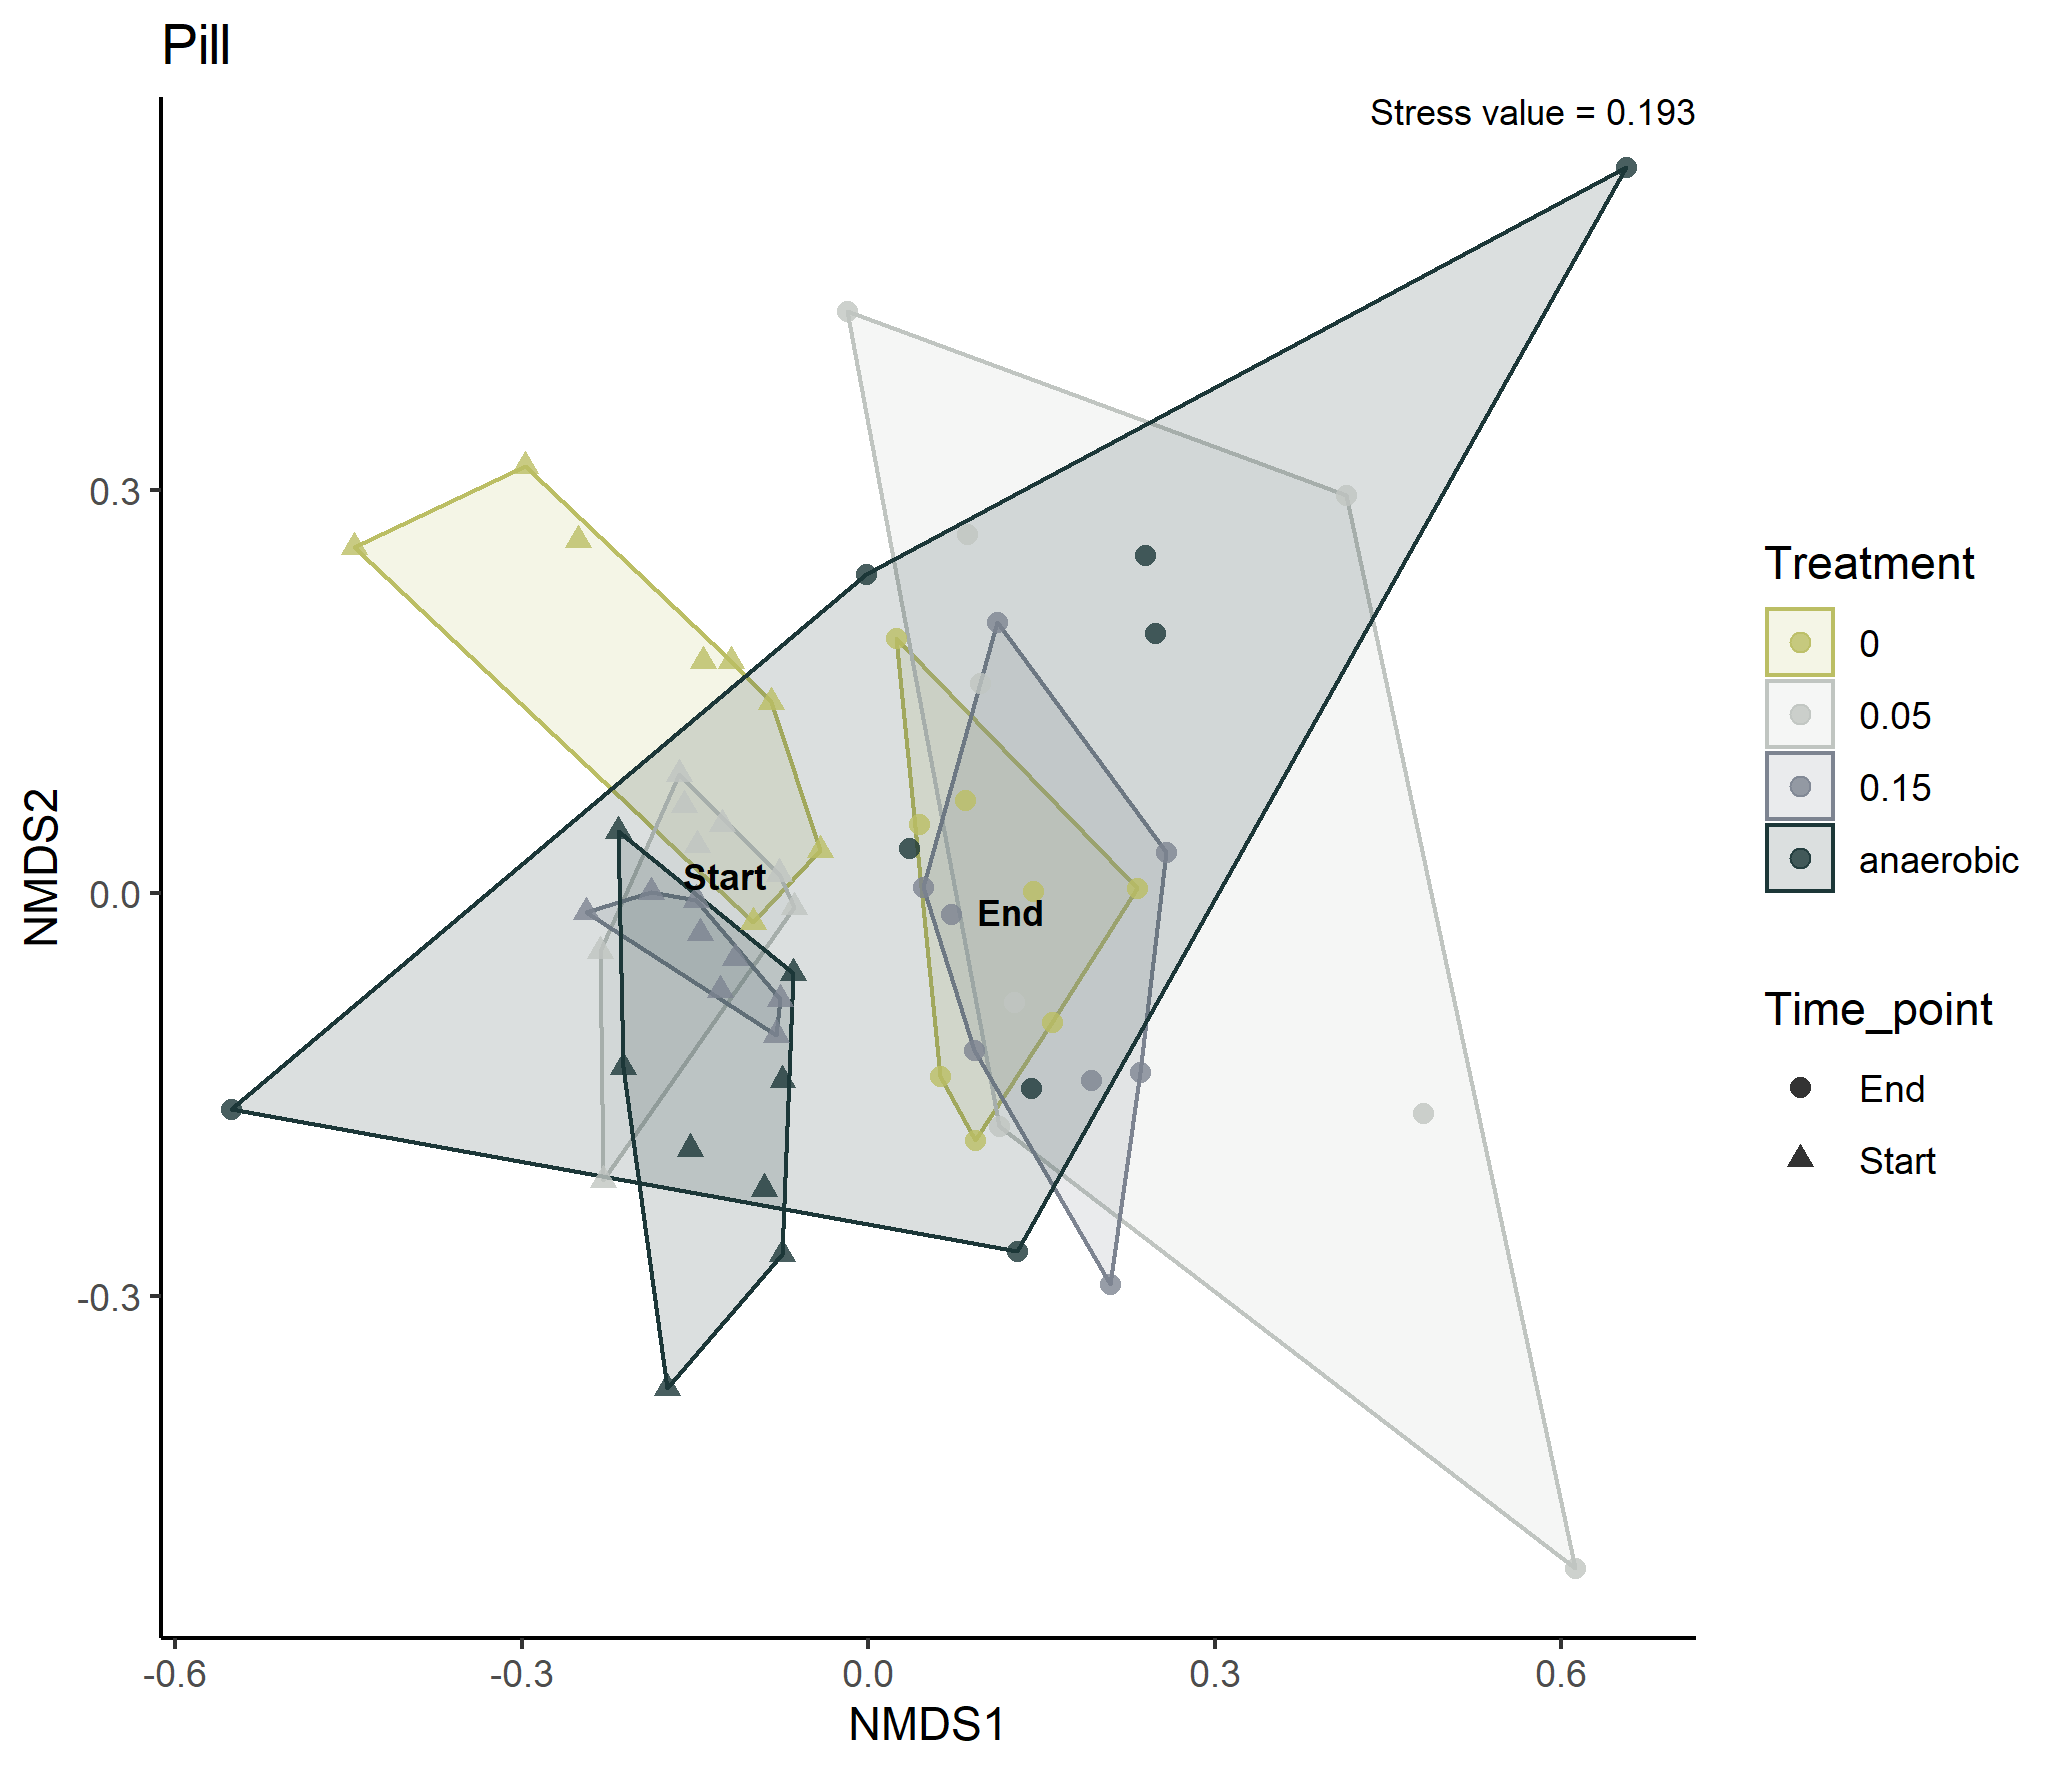 Pill
Stress value = 0.193
NMDS2
0.3
0.0
-0.3
Start
End
-0.6
-0.3
0.0
0.3
0.6
NMDS1
Treatment
0
0.05
0.15
anaerobic
Time_point
End
Start